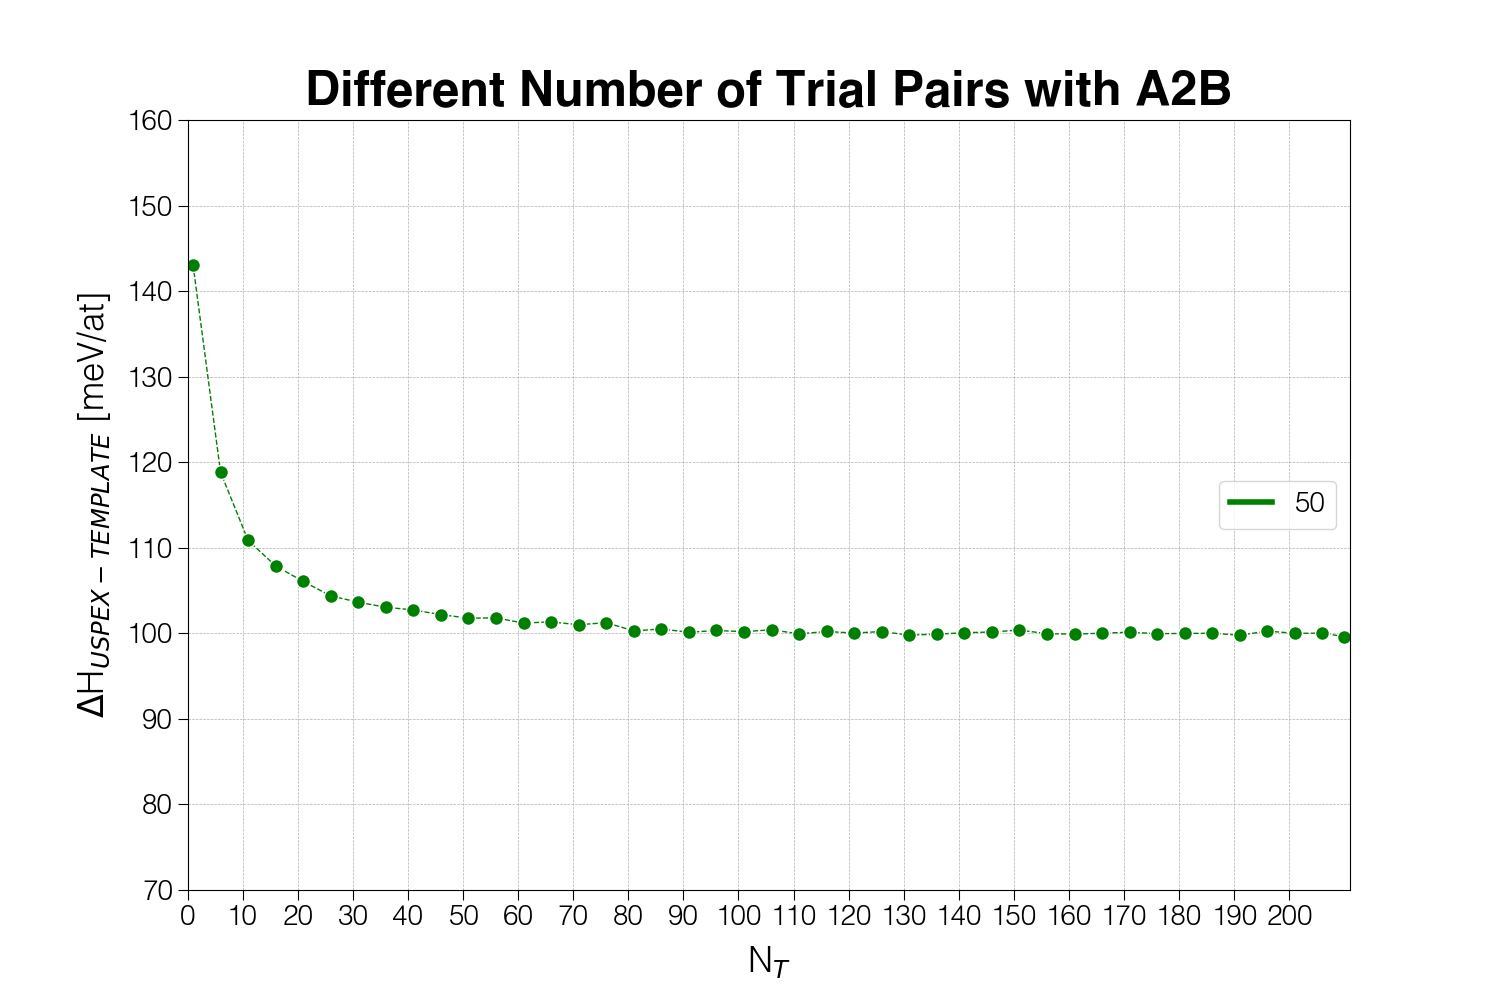 Different Number of Trial Pairs with A2B
160
150
140
130
120
110
100
90
80
70
ΔH_USPEX−TEMPLATE [meV/at]
50
0 10 20 30 40 50 60 70 80 90 100 110 120 130 140 150 160 170 180 190 200
N_T